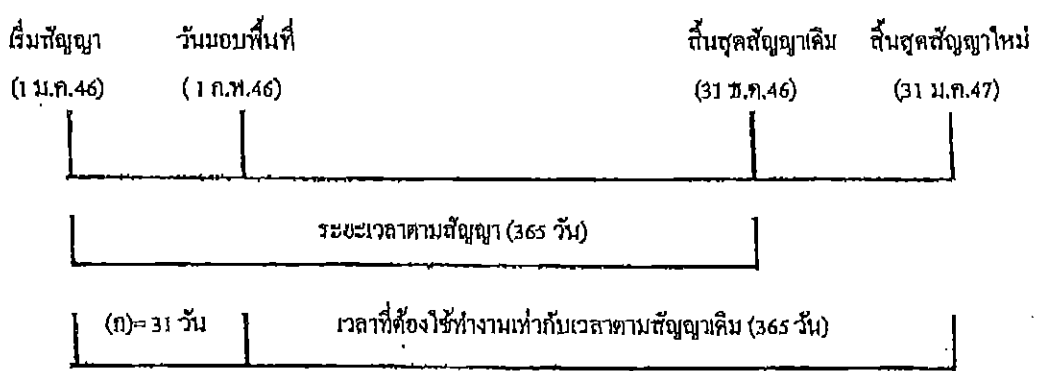 เริ่มสัญญา วันมอบพื้นที่ สิ้นสุดสัญญาเดิม สิ้นสุดสัญญาใหม่
(1 ม.ค.46) (1 ก.พ.46) (31 ธ.ค.46) (31 ม.ค.47)
ระยะเวลาตามสัญญา (365 วัน)
(ก)= 31 วัน เวลาที่ต้องใช้ทำงานเท่ากับเวลาตามสัญญาเดิม (365 วัน)